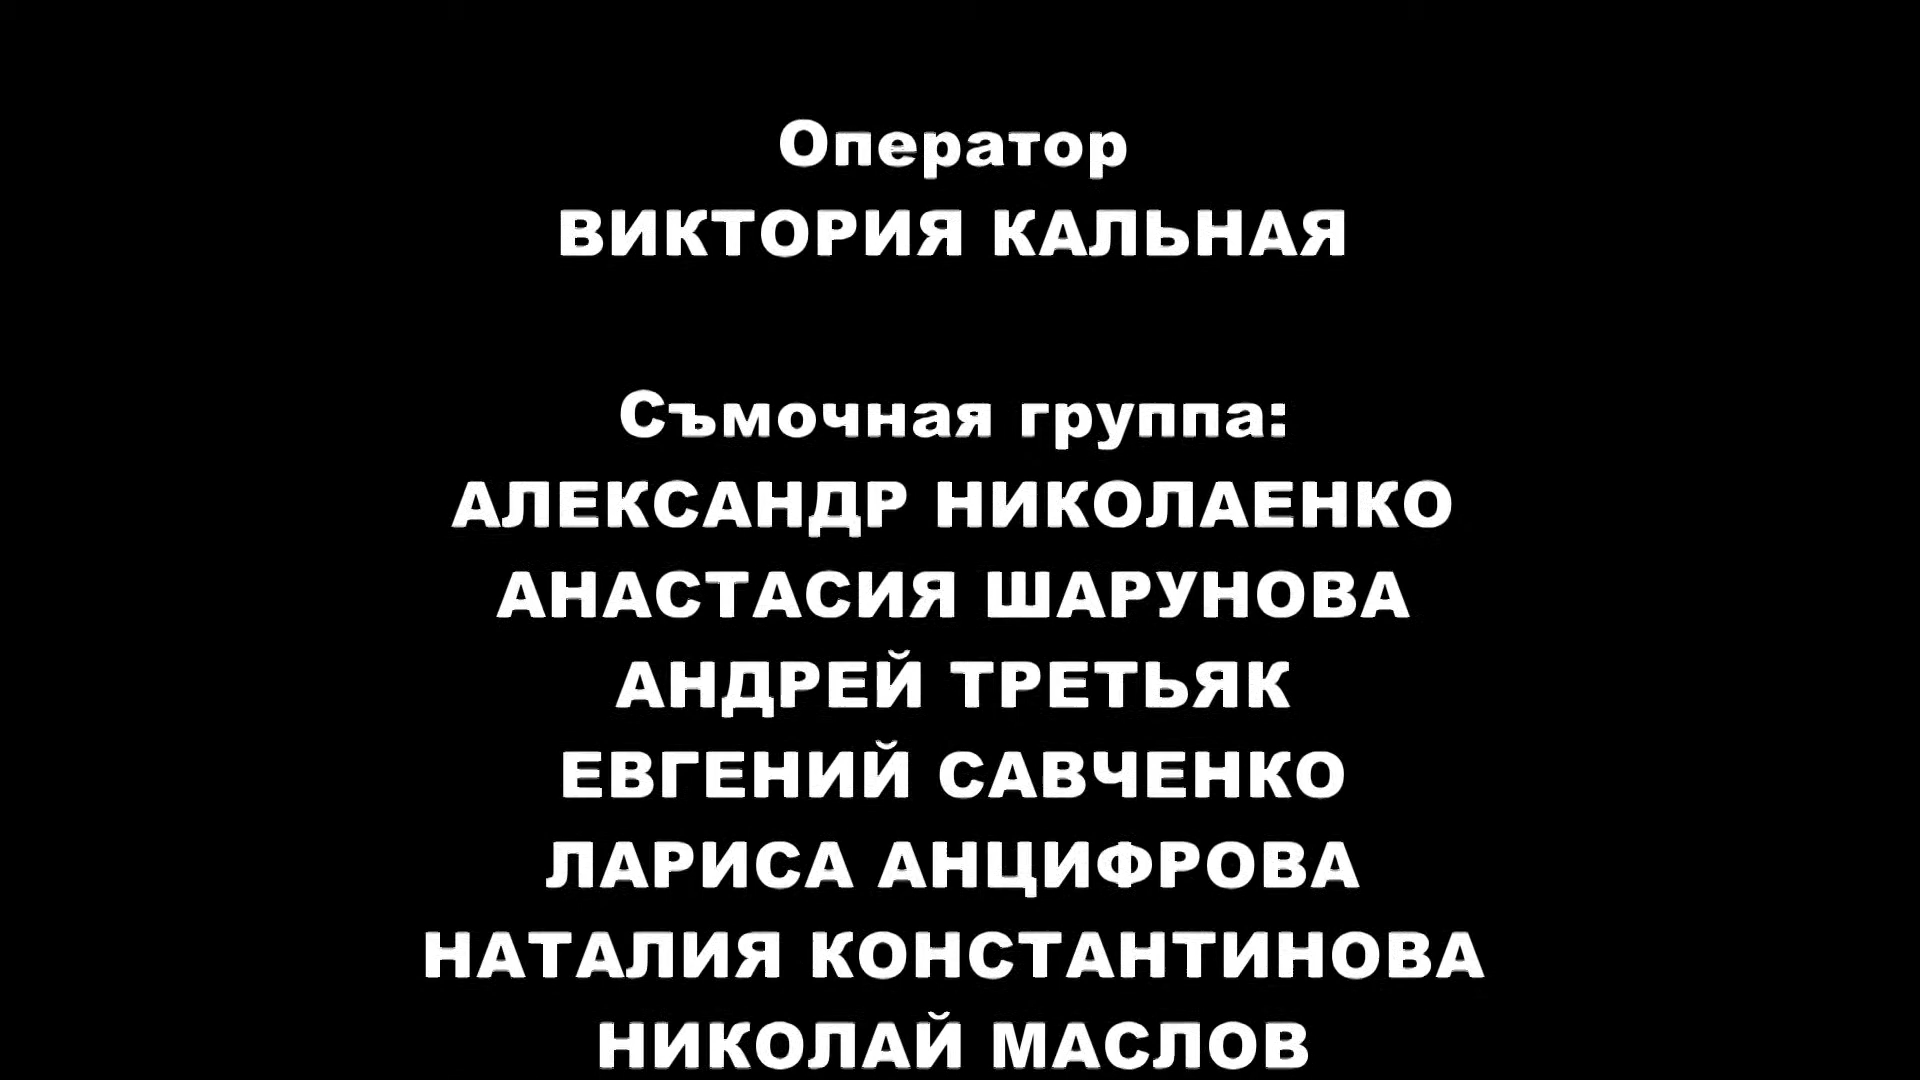 Оператор
ВИКТОРИЯ КАЛЬНАЯ
Съмочная группа:
АЛЕКСАНДР НИКОЛАЕНКО
АНАСТАСИЯ ШАРУНОВА
АНДРЕЙ ТРЕТЬЯК
ЕВГЕНИЙ САВЧЕНКО
ЛАРИСА АНЦИФРОВА
НАТАЛИЯ КОНСТАНТИНОВА
НИКОЛАЙ МАСЛОВ